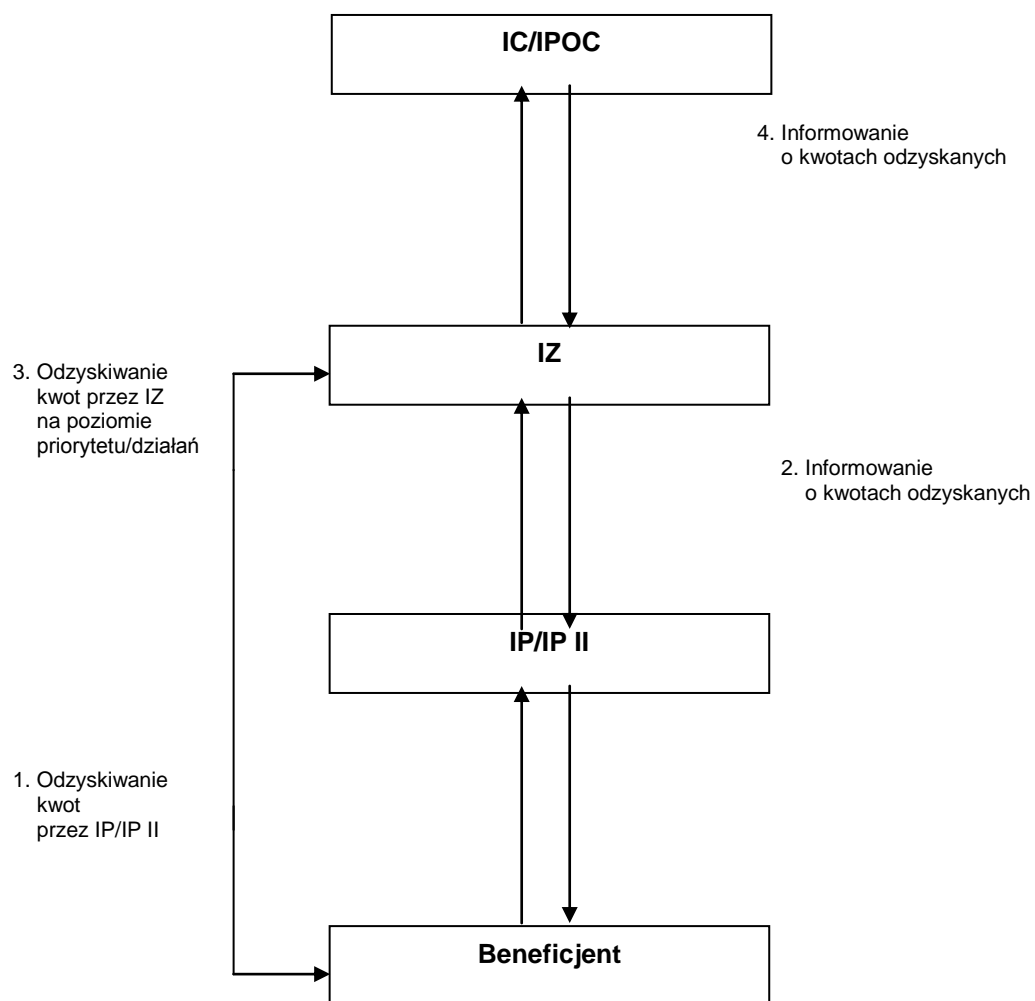 IC/IPOC
4. Informowanie
o kwotach odzyskanych
IZ
3. Odzyskiwanie
kwot przez IZ
na poziomie
priorytetu/działań
2. Informowanie
o kwotach odzyskanych
IP/IP II
1. Odzyskiwanie
kwot
przez IP/IP II
Beneficjent